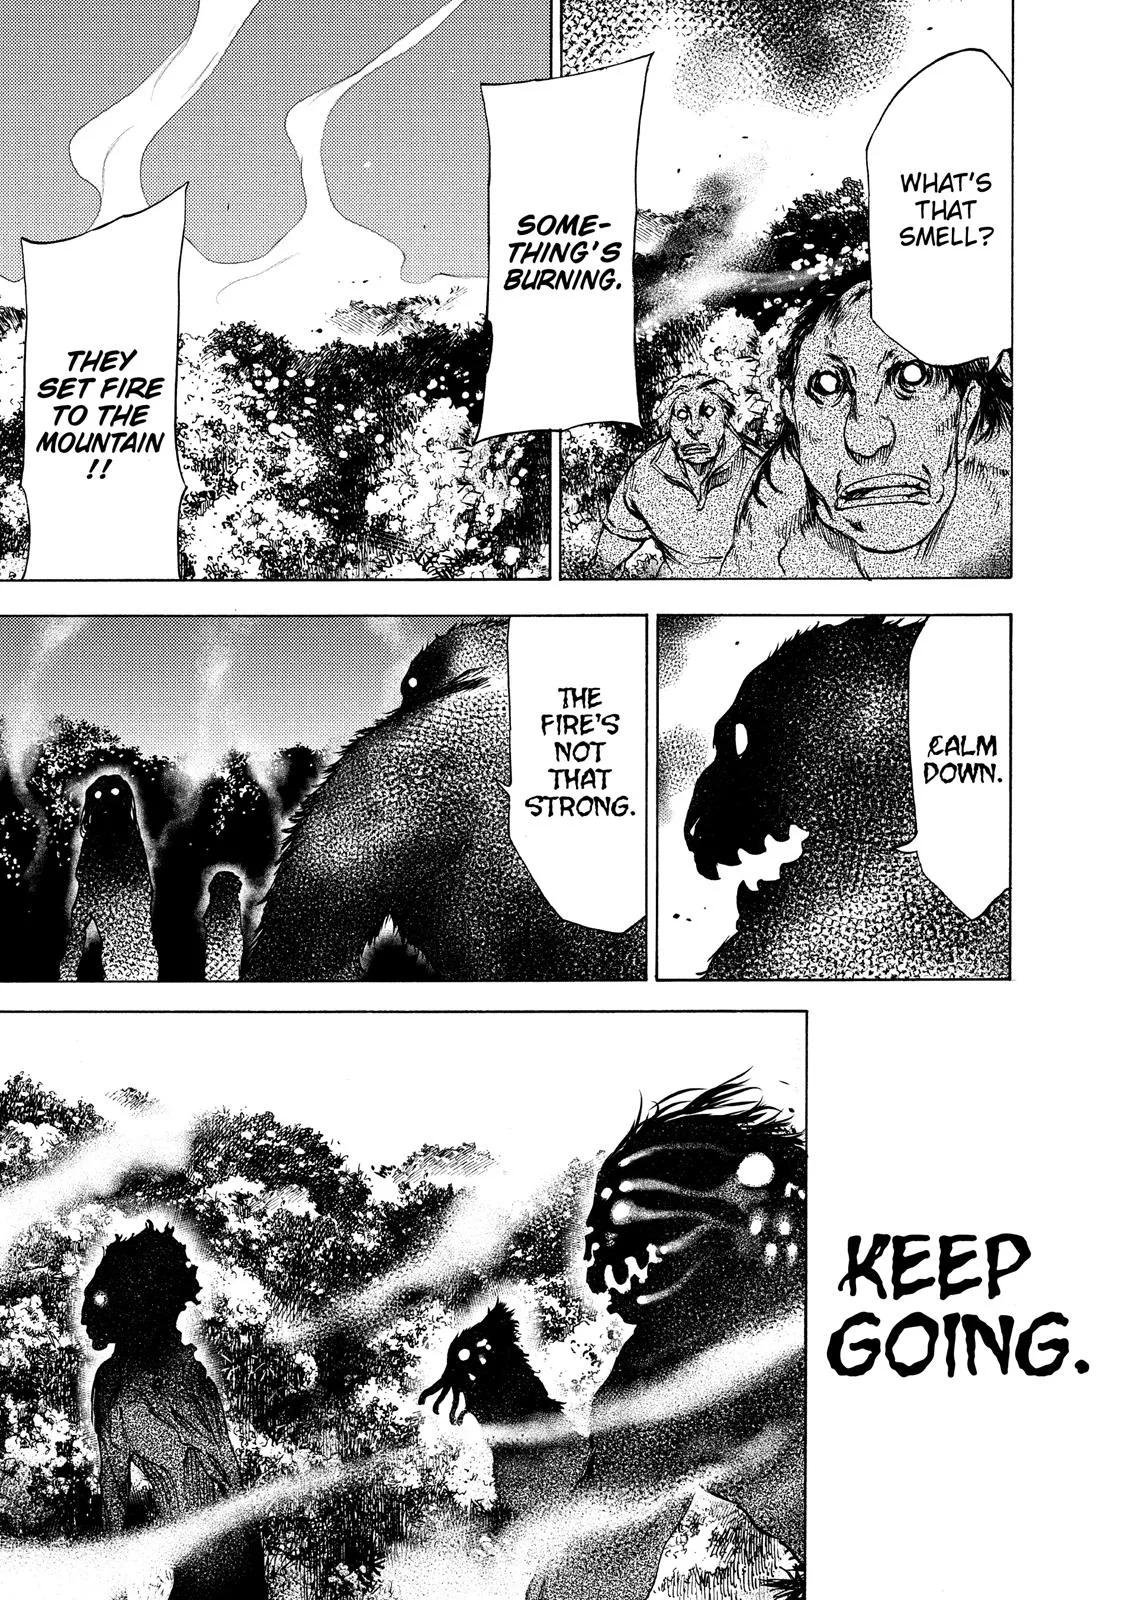 WHAT'S
THAT
SMELL?
SOME-
THING'S
BURNING.
THEY
SET FIRE
TO THE
MOUNTAIN
!!
CALM
DOWN.
THE
FIRE'S
NOT
THAT
STRONG.
KEEP
GOING.